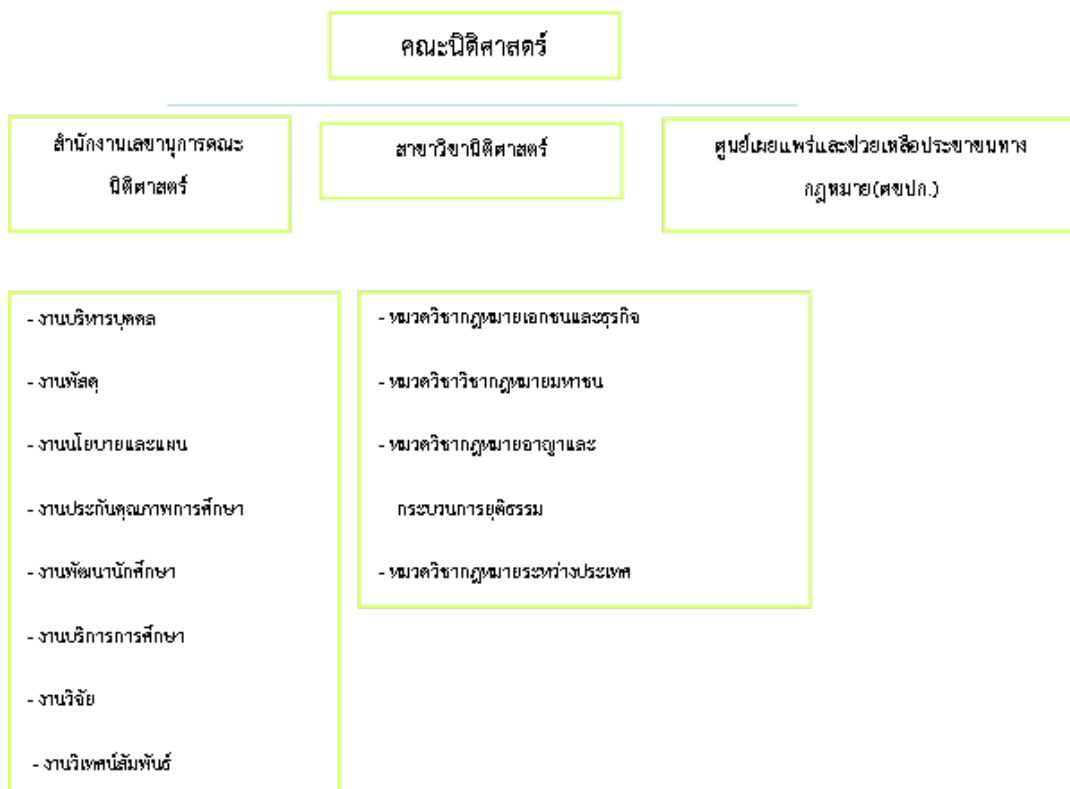 คณะนิติศาสตร์
สำนักงานเลขานุการคณะ
นิติศาสตร์
สาขาวิชานิติศาสตร์
ศูนย์เผยแพร่และช่วยเหลือประชาชนทาง
กฎหมาย(ศชปก.)
- งานบริหารบุคคล
- งานพัสดุ
- งานนโยบายและแผน
- งานประกันคุณภาพการศึกษา
- งานพัฒนานักศึกษา
- งานบริการการศึกษา
- งานวิจัย
- งานวิเทศน์สัมพันธ์
- หมวดวิชากฎหมายเอกชนและธุรกิจ
- หมวดวิชาวิชากฎหมายมหาชน
- หมวดวิชากฎหมายอาญาและ
กระบวนการยุติธรรม
- หมวดวิชากฎหมายระหว่างประเทศ